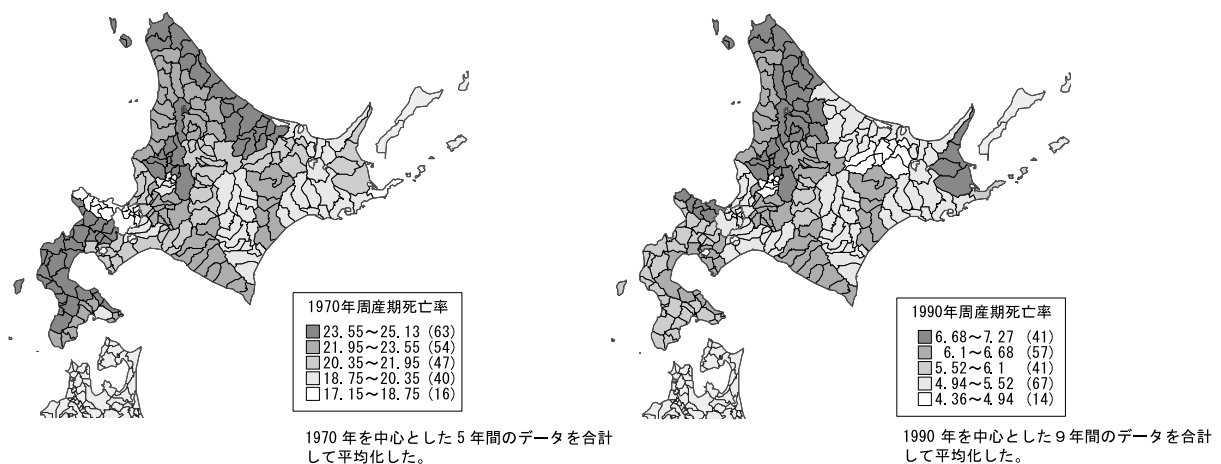 1970年周産期死亡率
23.55～25.13 (63)
21.95～23.55 (54)
20.35～21.95 (47)
18.75～20.35 (40)
17.15～18.75 (16)
1970 年を中心とした 5 年間のデータを合計
して平均化した。
1990年周産期死亡率
6.68～7.27 (41)
6.1～6.68 (57)
5.52～6.1 (41)
4.94～5.52 (67)
4.36～4.94 (14)
1990 年を中心とした９年間のデータを合計
して平均化した。